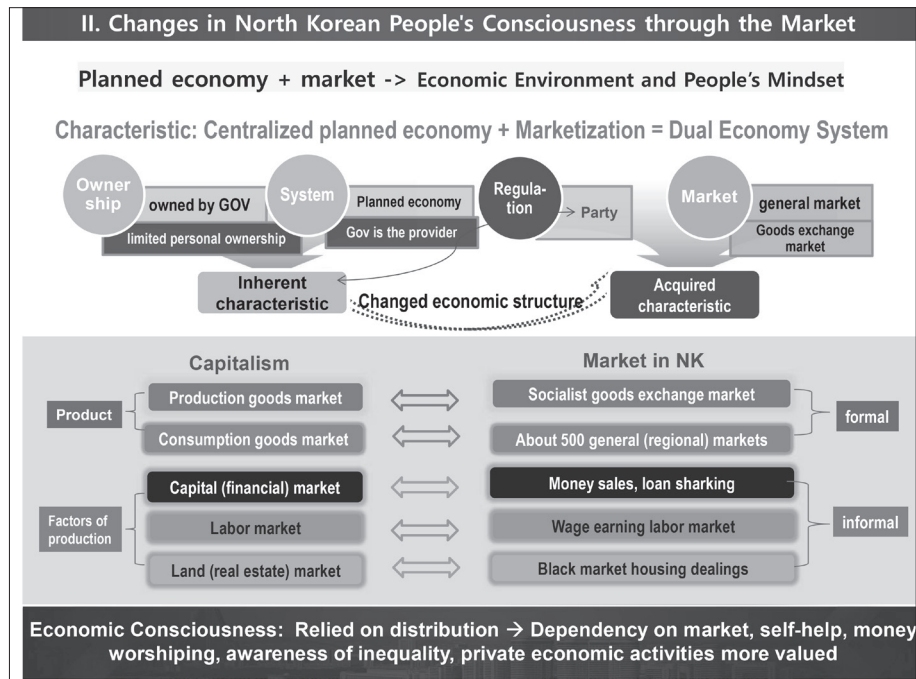 II. Changes in North Korean People's Consciousness through the Market
Planned economy + market -> Economic Environment and People's Mindset
Characteristic: Centralized planned economy + Marketization = Dual Economy System
Owner
ship
owned by GOV
limited personal ownership
System
Planned economy
Gov is the provider
Regula-
tion
Party
Market
general market
Goods exchange
market
Inherent
characteristic
Changed economic structure
Acquired
characteristic
Capitalism
Market in NK
Product
Production goods market
Socialist goods exchange market
formal
Consumption goods market
About 500 general (regional) markets
Factors of
production
Capital (financial) market
Money sales, loan sharking
informal
Labor market
Wage earning labor market
Land (real estate) market
Black market housing dealings
Economic Consciousness: Relied on distribution → Dependency on market, self-help, money
worshiping, awareness of inequality, private economic activities more valued